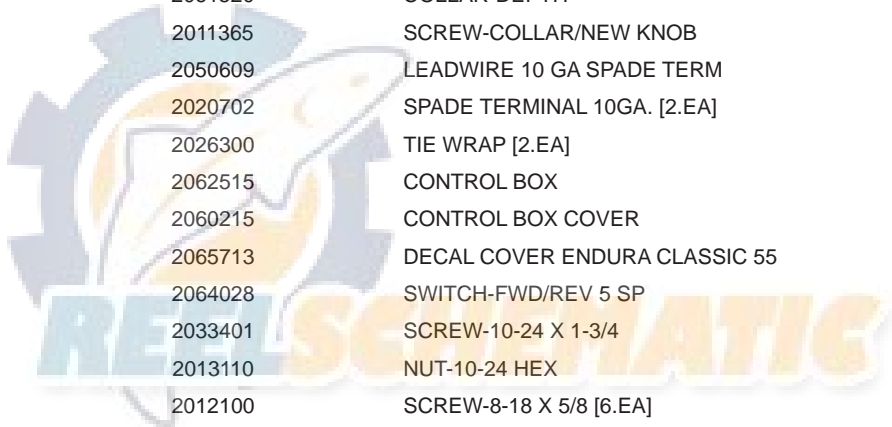 2011365 SCREW-COLLAR/NEW KNOB
2050609 LEADWIRE 10 GA SPADE TERM
2020702 SPADE TERMINAL 10GA. [2.EA]
2026300 TIE WRAP [2.EA]
2062515 CONTROL BOX
2060215 CONTROL BOX COVER
2065713 DECAL COVER ENDURA CLASSIC 55
2064028 SWITCH-FWD/REV 5 SP
2033401 SCREW-10-24 X 1-3/4
REELSCHEMATIC
2013110 NUT-10-24 HEX
2012100 SCREW-8-18 X 5/8 [6.EA]